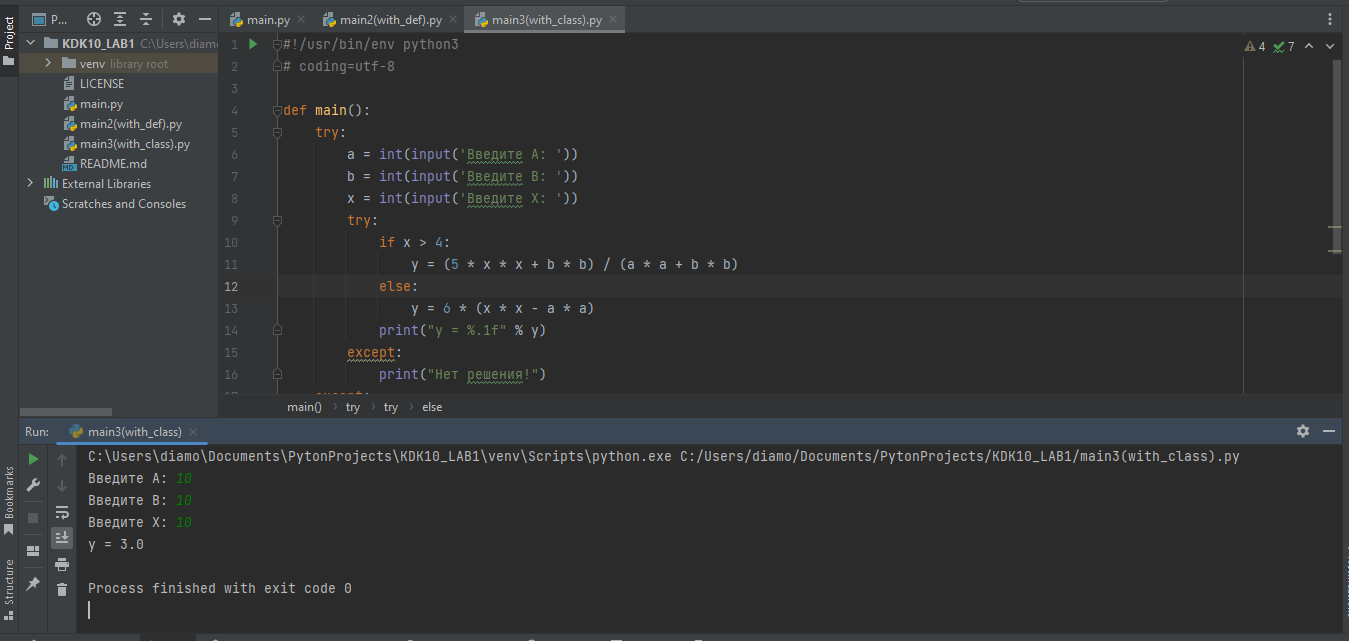 Project
P...
main.py
main2(with_def).py
main3(with_class).py
KDK10_LAB1 C:\Users\diamo
venv library root
LICENSE
main.py
main2(with_def).py
main3(with_class).py
README.md
External Libraries
Scratches and Consoles
4 7
1 #!/usr/bin/env python3
2 # coding=utf-8
3
4 def main():
5 try:
6 a = int(input('Введите A: '))
7 b = int(input('Введите B: '))
8 x = int(input('Введите X: '))
9 try:
10 if x > 4:
11 y = (5 * x * x + b * b) / (a * a + b * b)
12 else:
13 y = 6 * (x * x - a * a)
14 print("y = %.1f" % y)
15 except:
16 print("Нет решения!")
main() try try else
Run: main3(with_class)
C:\Users\diamo\Documents\PytonProjects\KDK10_LAB1\venv\Scripts\python.exe C:/Users/diamo/Documents/PytonProjects/KDK10_LAB1/main3(with_class).py
Введите A: 10
Введите B: 10
Введите X: 10
y = 3.0
Process finished with exit code 0
Bookmarks
Structure